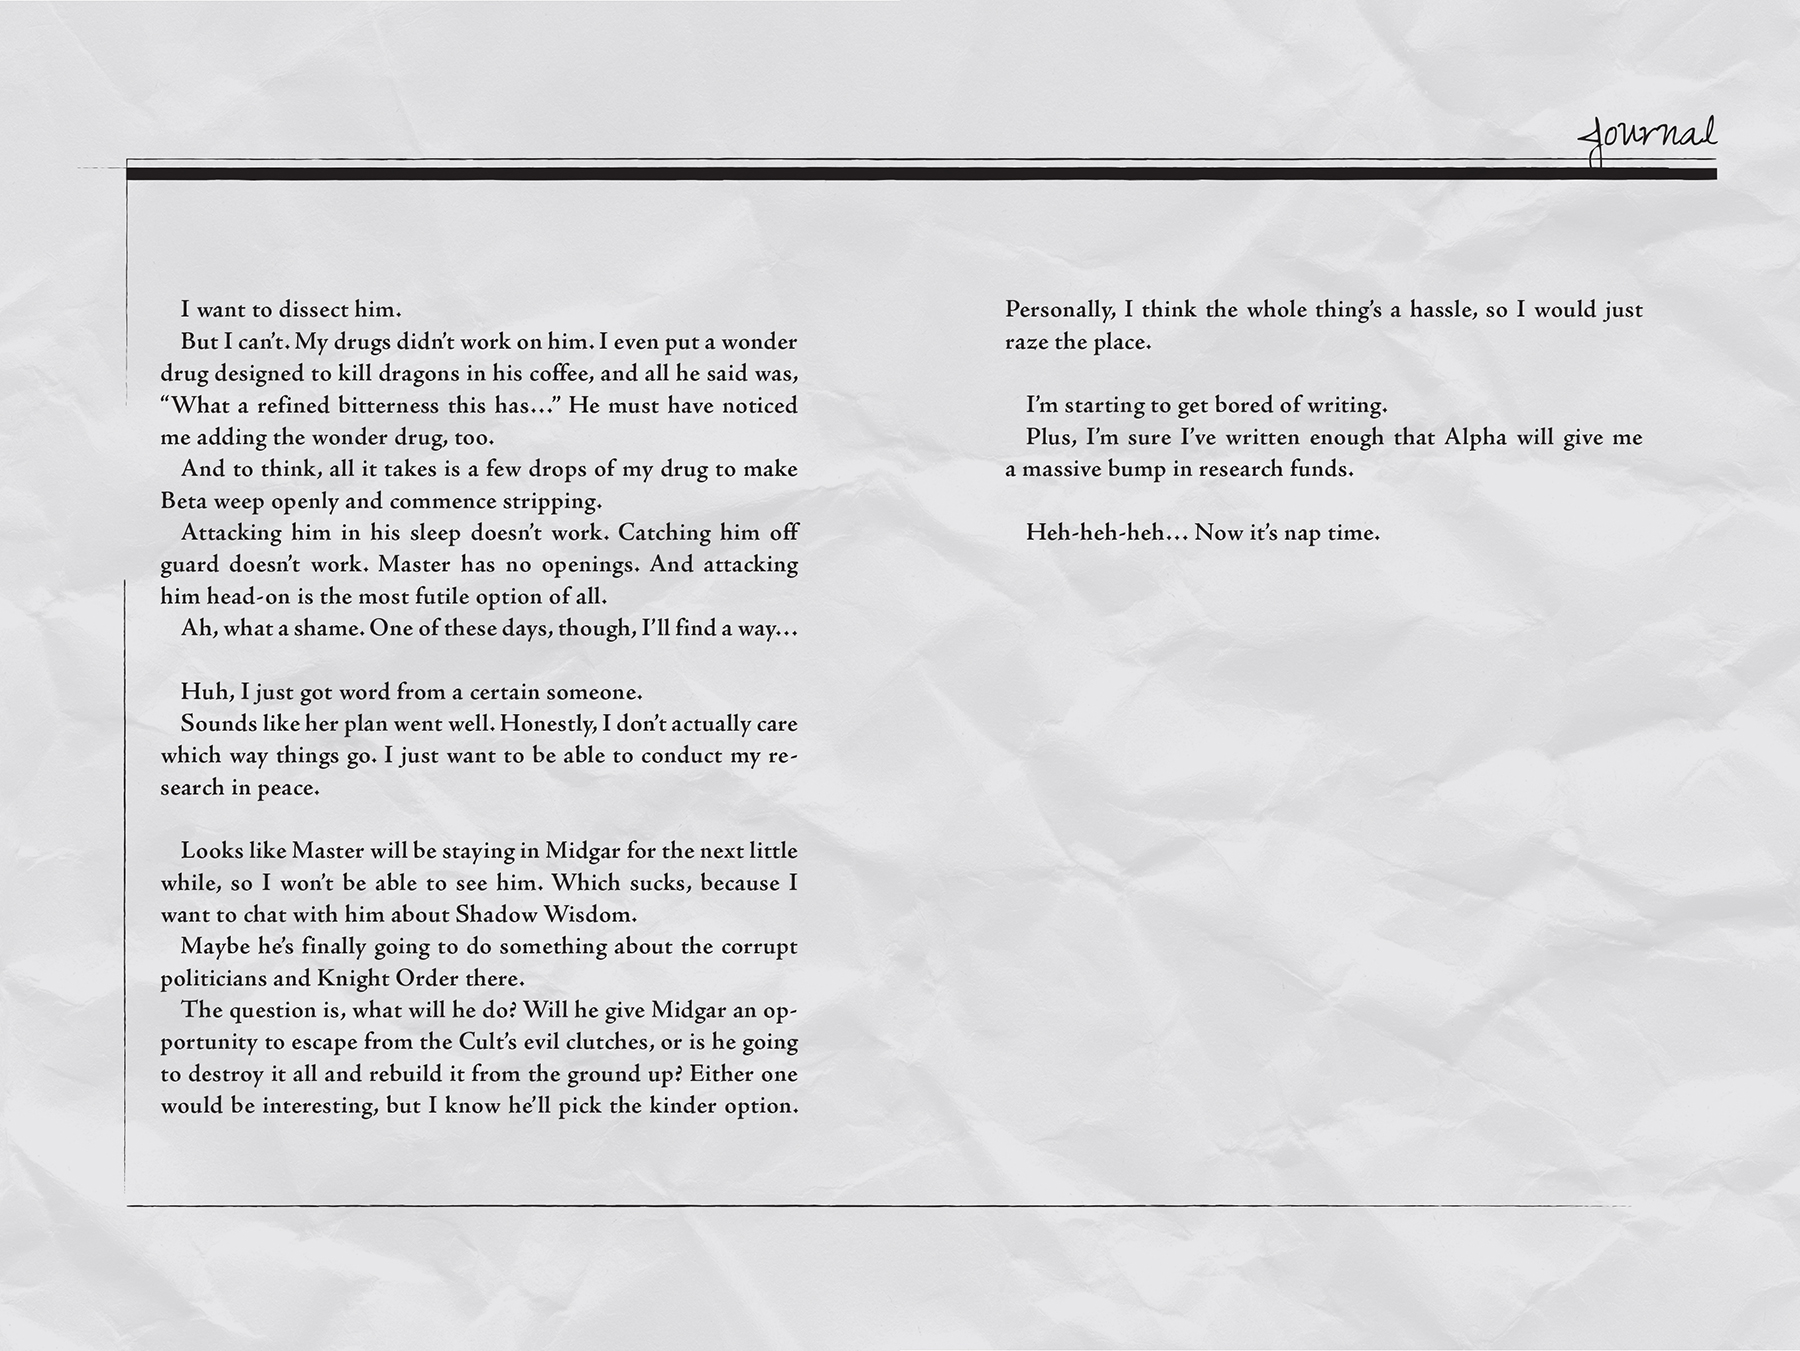 Journal
I want to dissect him.
But I can’t. My drugs didn’t work on him. I even put a wonder
drug designed to kill dragons in his coffee, and all he said was,
“What a refined bitterness this has…” He must have noticed
me adding the wonder drug, too.
And to think, all it takes is a few drops of my drug to make
Beta weep openly and commence stripping.
Attacking him in his sleep doesn’t work. Catching him off
guard doesn’t work. Master has no openings. And attacking
him head-on is the most futile option of all.
Ah, what a shame. One of these days, though, I’ll find a way…
Huh, I just got word from a certain someone.
Sounds like her plan went well. Honestly, I don’t actually care
which way things go. I just want to be able to conduct my re-
search in peace.
Looks like Master will be staying in Midgar for the next little
while, so I won’t be able to see him. Which sucks, because I
want to chat with him about Shadow Wisdom.
Maybe he’s finally going to do something about the corrupt
politicians and Knight Order there.
The question is, what will he do? Will he give Midgar an op-
portunity to escape from the Cult’s evil clutches, or is he going
to destroy it all and rebuild it from the ground up? Either one
would be interesting, but I know he’ll pick the kinder option.
Personally, I think the whole thing’s a hassle, so I would just
raze the place.
I’m starting to get bored of writing.
Plus, I’m sure I’ve written enough that Alpha will give me
a massive bump in research funds.
Heh-heh-heh… Now it’s nap time.